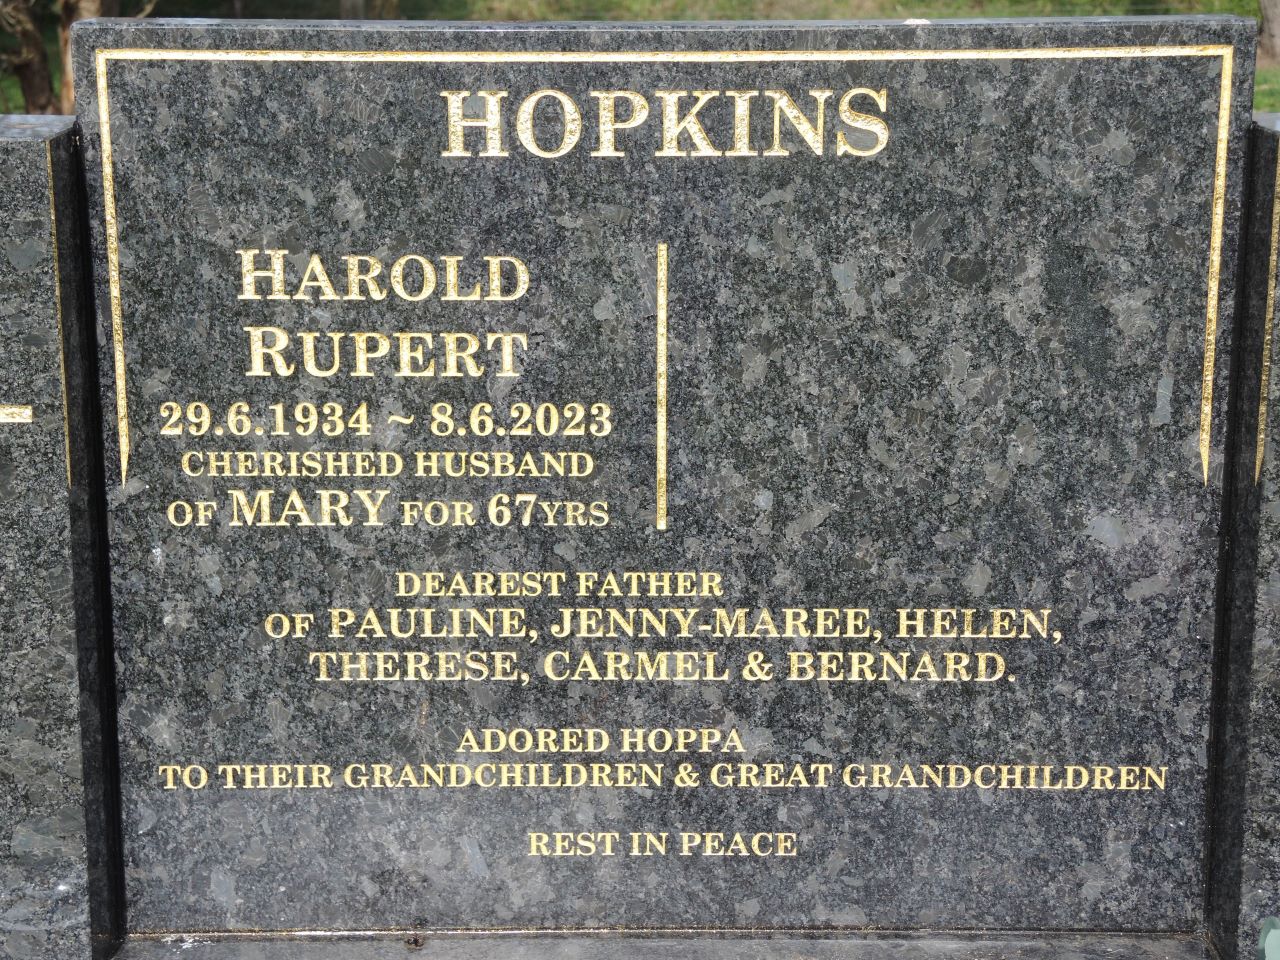 HOPKINS
HAROLD
RUPERT
29.6.1934 ~ 8.6.2023
CHERISHED HUSBAND
OF MARY FOR 67YRS
DEAREST FATHER
OF PAULINE, JENNY-MAREE, HELEN,
THERESE, CARMEL & BERNARD.
ADORED HOPPA
TO THEIR GRANDCHILDREN & GREAT GRANDCHILDREN
REST IN PEACE